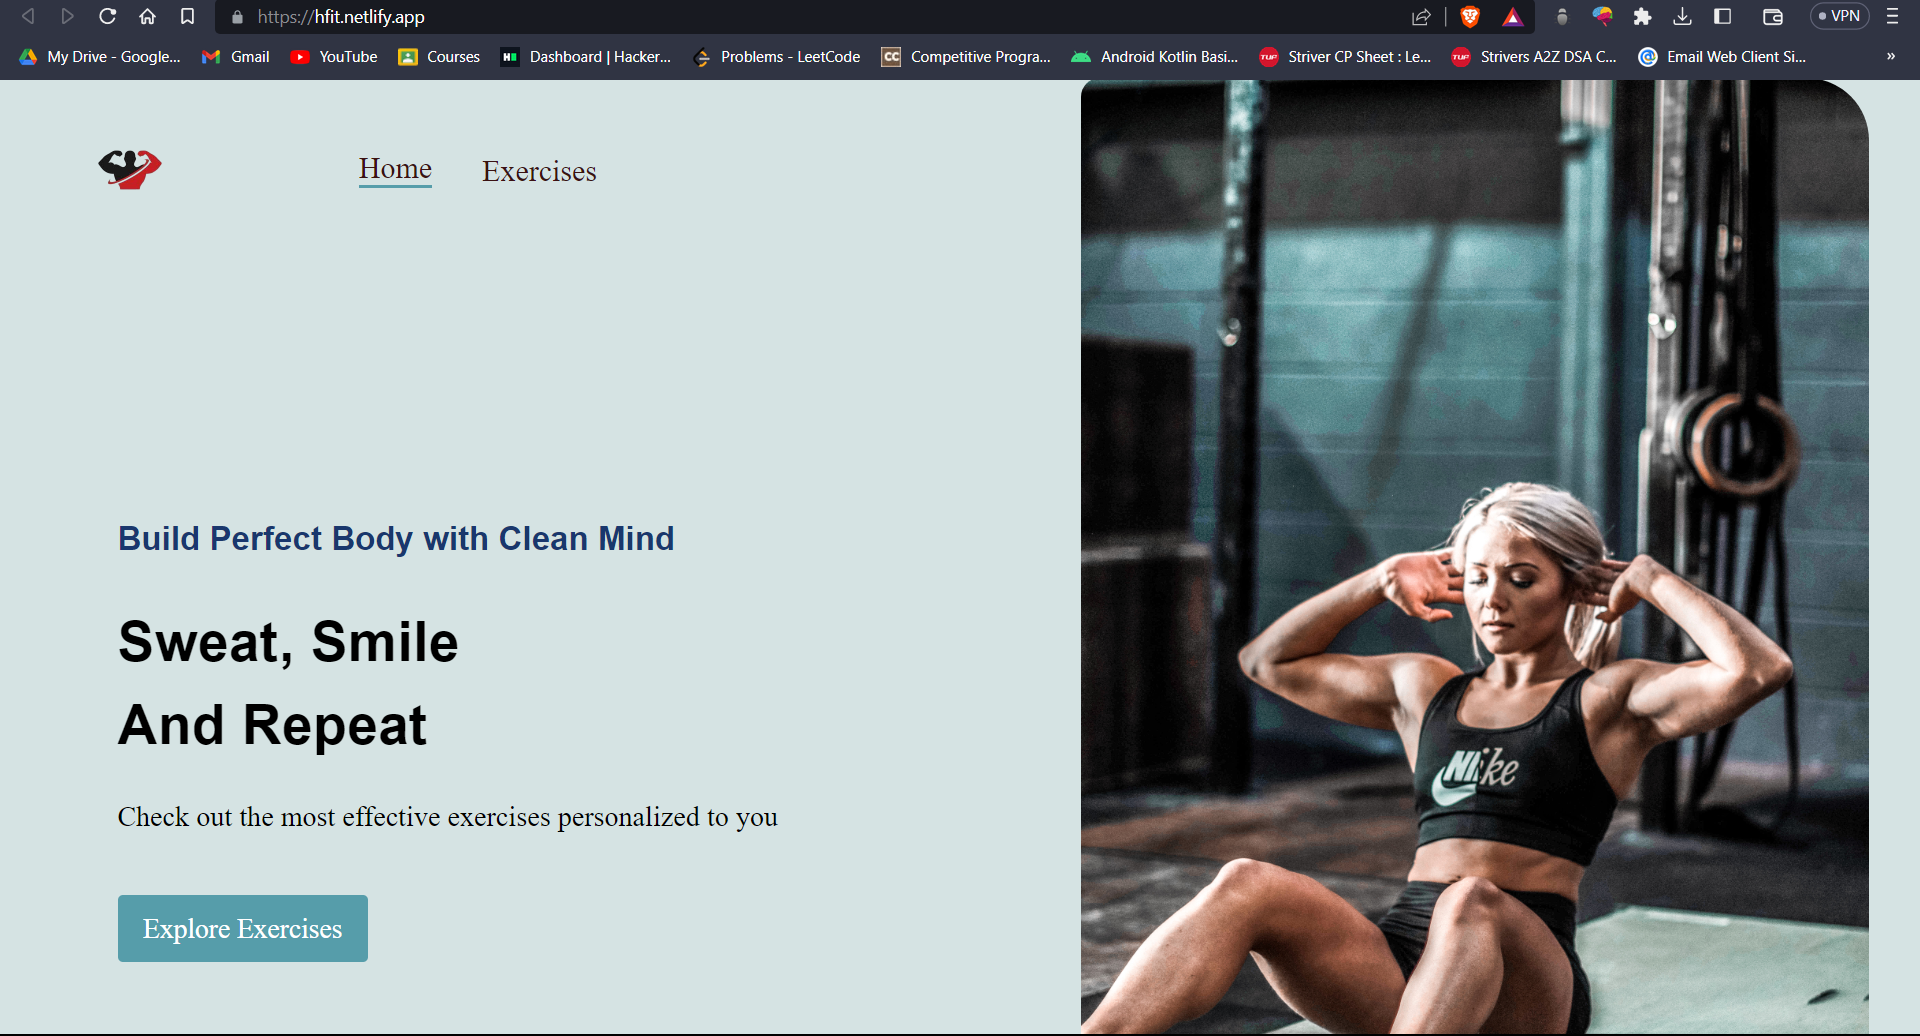 https://hfit.netlify.app
VPN
My Drive - Google...
Gmail
YouTube
Courses
Dashboard | Hacker...
Problems - LeetCode
Competitive Progra...
Android Kotlin Basi...
Striver CP Sheet : Le...
Strivers A2Z DSA C...
Email Web Client Si...
»
Home
Exercises
Build Perfect Body with Clean Mind
Sweat, Smile
And Repeat
Check out the most effective exercises personalized to you
Explore Exercises
Nike